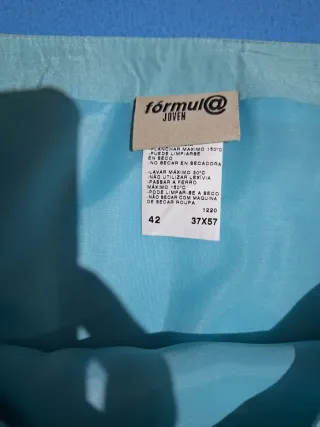 fórmul@
JOVEN
-PLANCHAR MÁXIMO 150°C
-PUEDE LIMPIARSE
EN SECO
-NO SECAR EN SECADORA
-LAVAR MÁXIMO 30°C
-NÃO UTILIZAR LEXÍVIA
-PASSAR A FERRO
MÁXIMO 150°C
-PODE LIMPAR-SE A SECO
-NÃO SECAR COM MAQUINA
DE SECAR ROUPA
1220
42 37X57